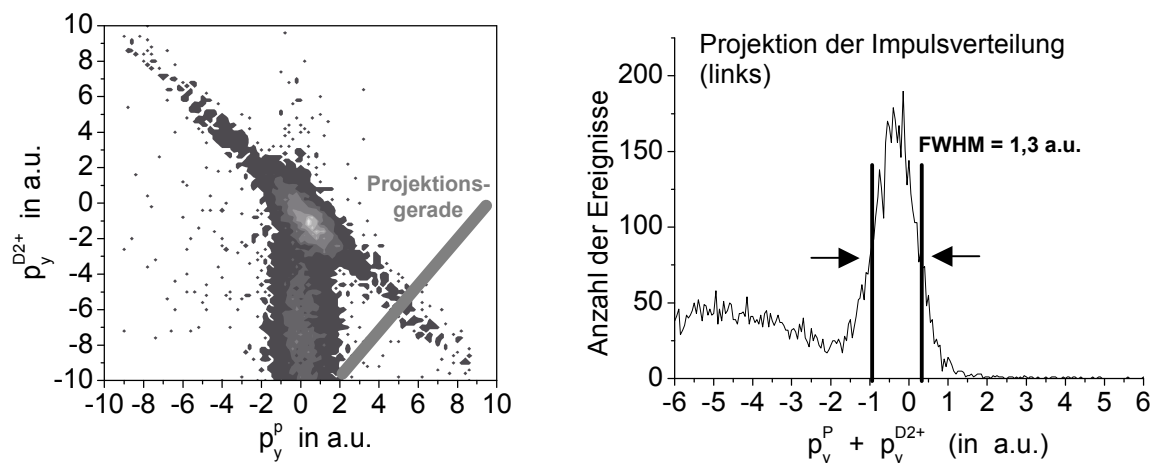 10
8
6
4
2
0
-2
-4
-6
-8
-10
p_y^D2+ in a.u.
Projektions-
gerade
-10 -8 -6 -4 -2 0 2 4 6 8 10
p_y^p in a.u.
Projektion der Impulsverteilung
(links)
FWHM = 1,3 a.u.
200
150
100
50
0
Anzahl der Ereignisse
-6 -5 -4 -3 -2 -1 0 1 2 3 4 5 6
p_y^P + p_y^D2+ (in a.u.)